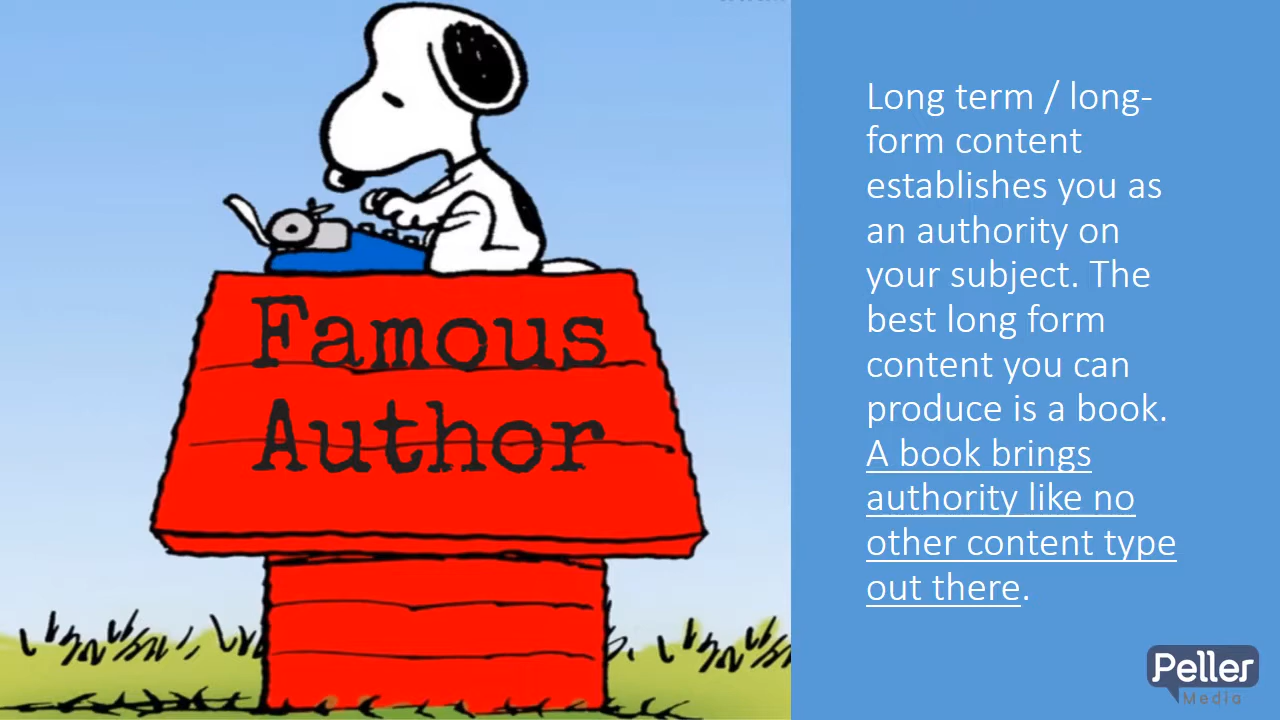 Famous
Author
Long term / long-
form content
establishes you as
an authority on
your subject. The
best long form
content you can
produce is a book.
A book brings
authority like no
other content type
out there.
Peller
Media